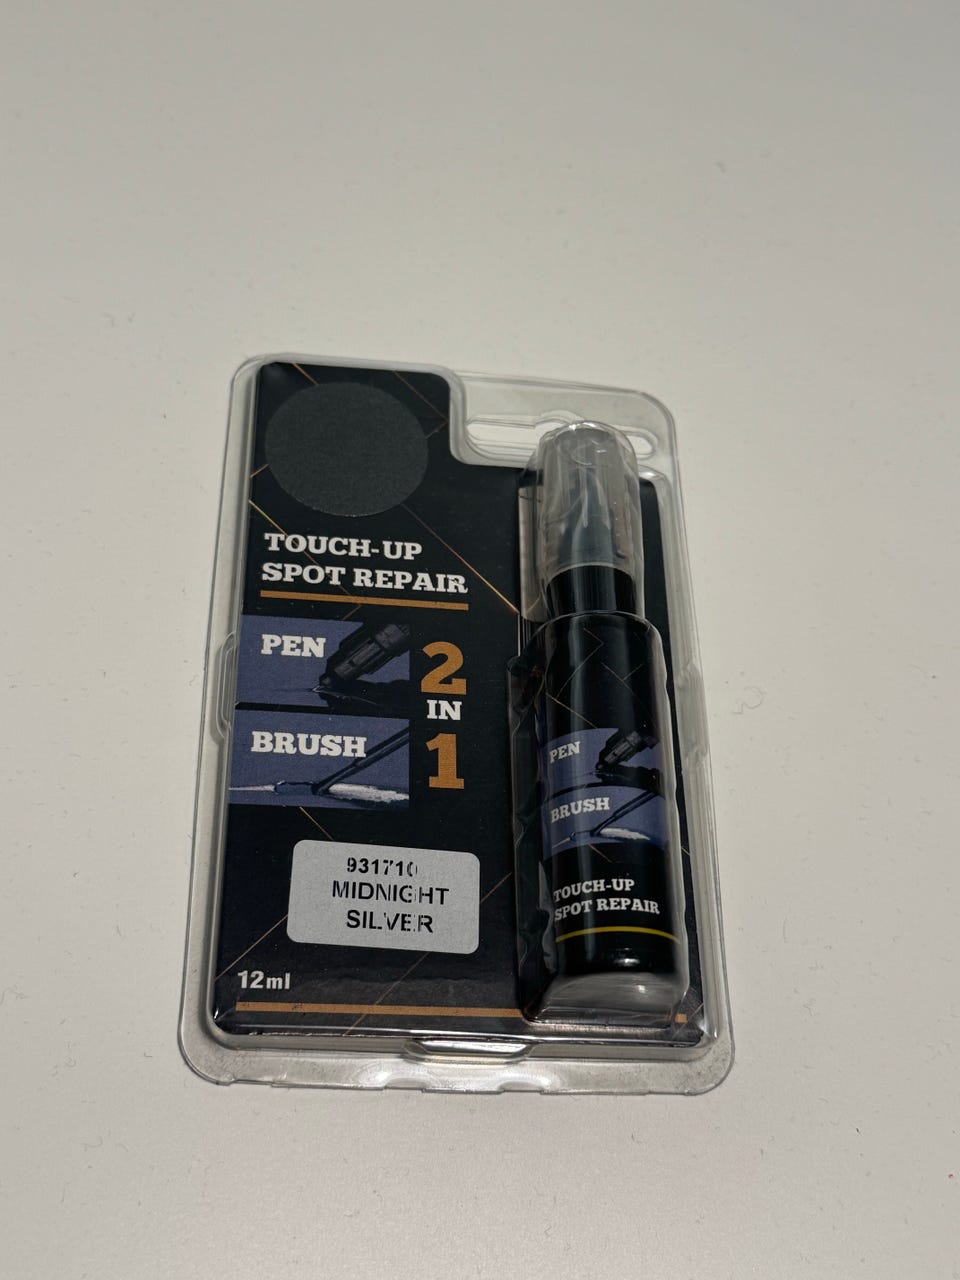 TOUCH-UP
SPOT REPAIR
PEN
BRUSH
2
IN
1
931710
MIDNIGHT
SILVER
12ml
PEN
BRUSH
TOUCH-UP
SPOT REPAIR